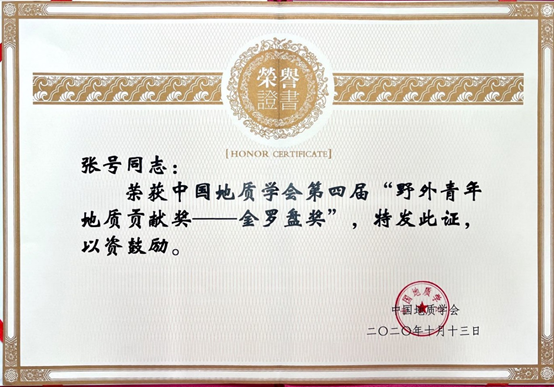 榮譽
證書
[HONOR CERTIFICATE]
张号同志：
荣获中国地质学会第四届“野外青年
地质贡献奖——金罗盘奖”，特发此证，
以资鼓励。
中国地质学会
二〇二〇年十月十三日